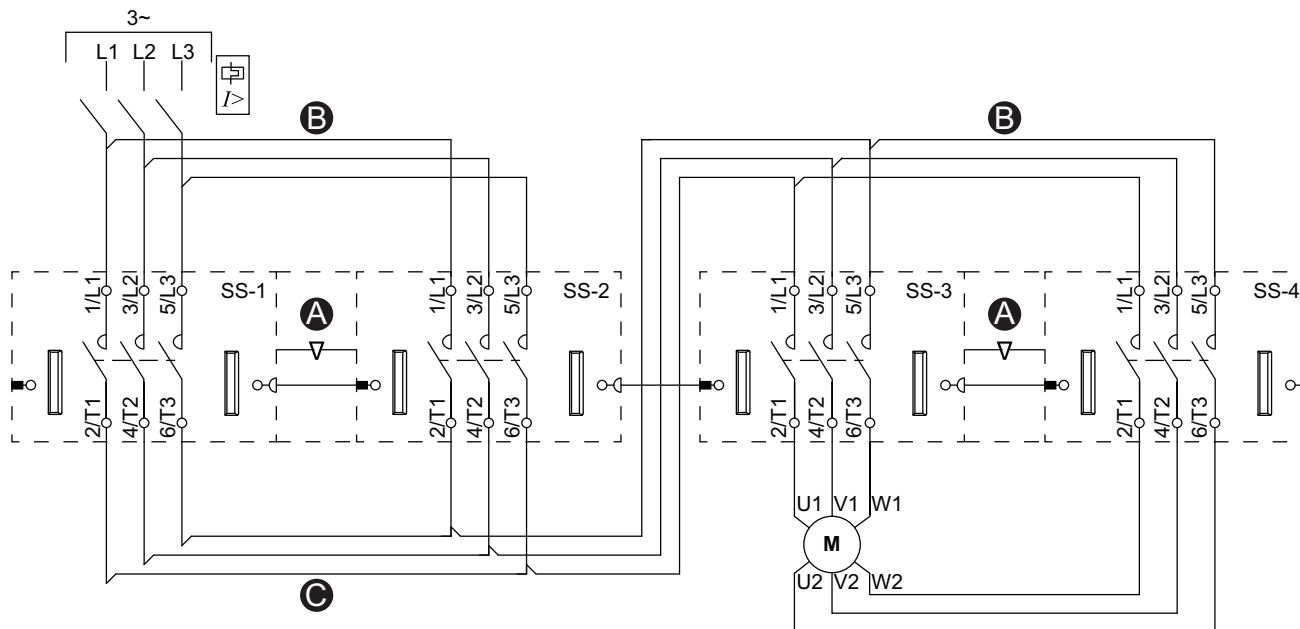 3~
L1 L2 L3
I>
B B
1/L1 3/L2 5/L3 SS-1 1/L1 3/L2 5/L3 SS-2 1/L1 3/L2 5/L3 SS-3 1/L1 3/L2 5/L3 SS-4
A A
2/T1 4/T2 6/T3 2/T1 4/T2 6/T3 2/T1 4/T2 6/T3 2/T1 4/T2 6/T3
U1 V1 W1
M
U2 V2 W2
C